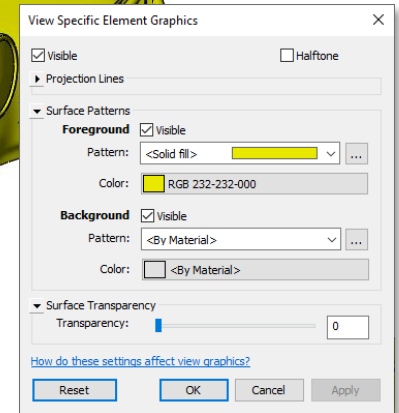 View Specific Element Graphics
Visible Halftone
Projection Lines
Surface Patterns
Foreground Visible
Pattern: <Solid fill> ...
Color: RGB 232-232-000
Background Visible
Pattern: <By Material> ...
Color: <By Material>
Surface Transparency
Transparency: 0
How do these settings affect view graphics?
Reset OK Cancel Apply